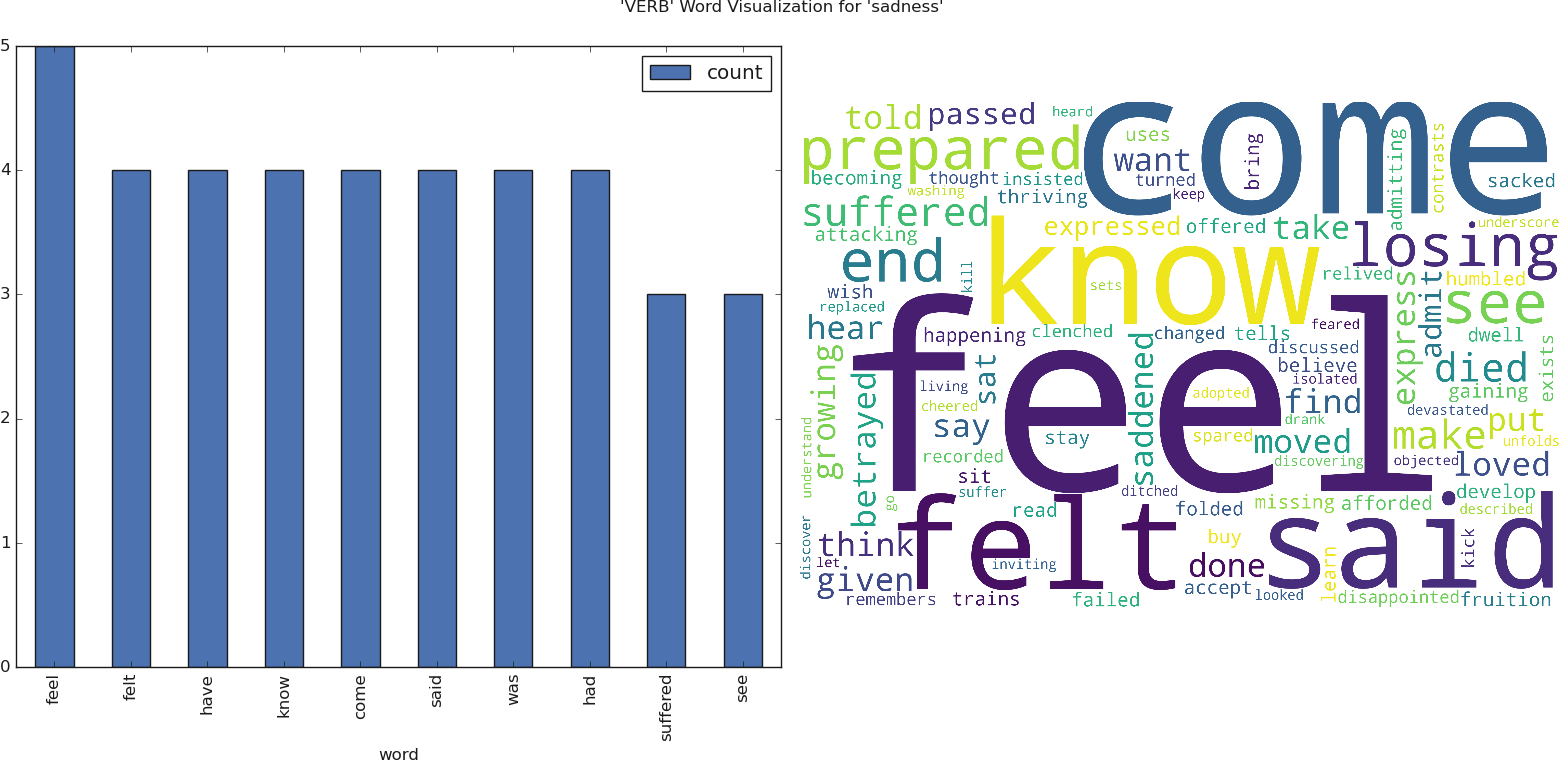 'VERB' Word Visualization for 'sadness'
5
4
3
2
1
0
count
feel
felt
have
know
come
said
was
had
suffered
see
word
told
passed
heard
come
prepared
uses
want
bring
admitting
contrasts
becoming
washing
thought
insisted
turned
keep
sacked
thriving
suffered
attacking
expressed
offered
take
losing
underscore
end
kill
know
sets
relived
humbled
wish
replaced
express
admit
see
hear
happening
clenched
changed
tells
feared
dwell
feel
discussed
growing
sat
saddened
believe
isolated
died
exists
living
cheered
adopted
find
gaining
betrayed
say
stay
spared
drank
devastated
put
moved
make
unfolds
understand
recorded
discovering
objected
loved
sit
suffer
ditched
go
read
folded
missing
afforded
develop
described
felt
said
think
buy
kick
discover
let
inviting
done
learn
given
accept
looked
remembers
trains
failed
disappointed
fruition